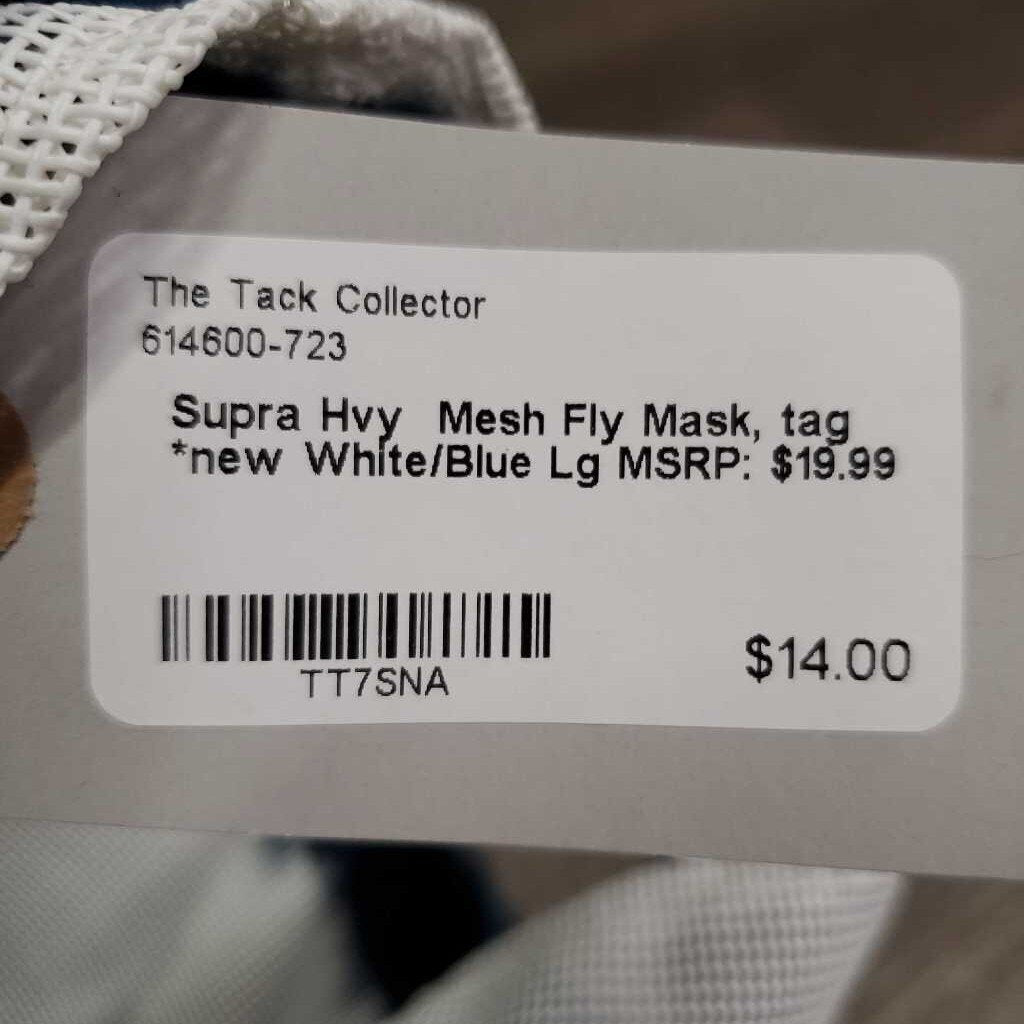 The Tack Collector
614600-723
Supra Hvy Mesh Fly Mask, tag
*new White/Blue Lg MSRP: $19.99
TT7SNA
$14.00